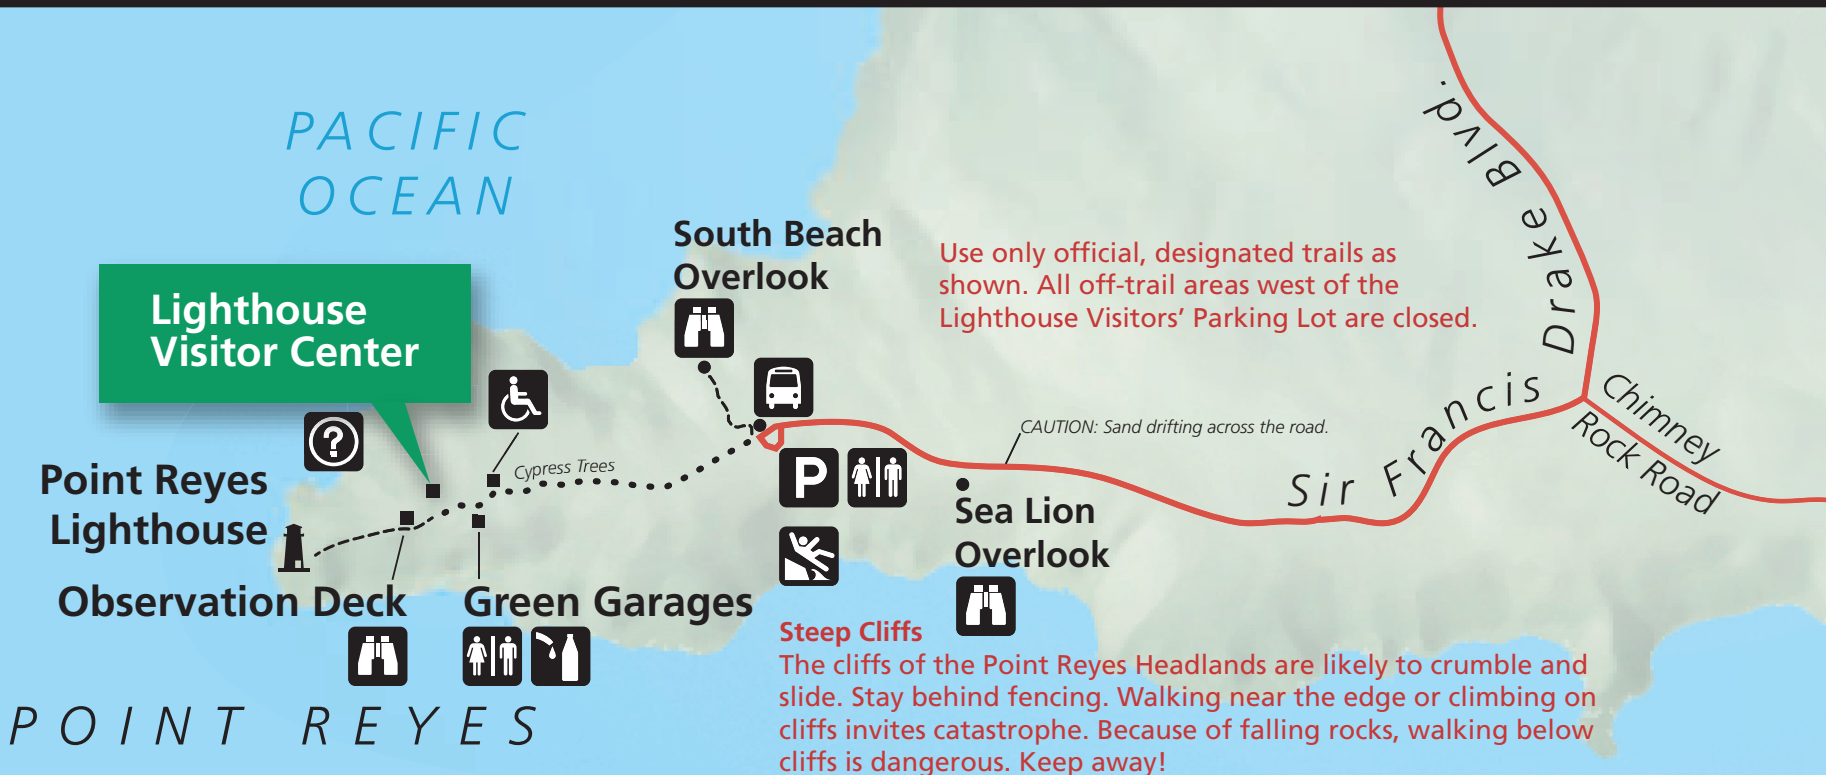 PACIFIC
OCEAN
Lighthouse
Visitor Center
South Beach
Overlook
Use only official, designated trails as
shown. All off-trail areas west of the
Lighthouse Visitors’ Parking Lot are closed.
Sir Francis Drake Blvd.
Chimney
Rock Road
CAUTION: Sand drifting across the road.
?
Cypress Trees
P
Point Reyes
Lighthouse
Sea Lion
Overlook
Observation Deck
Green Garages
Steep Cliffs
The cliffs of the Point Reyes Headlands are likely to crumble and
slide. Stay behind fencing. Walking near the edge or climbing on
cliffs invites catastrophe. Because of falling rocks, walking below
cliffs is dangerous. Keep away!
POINT REYES